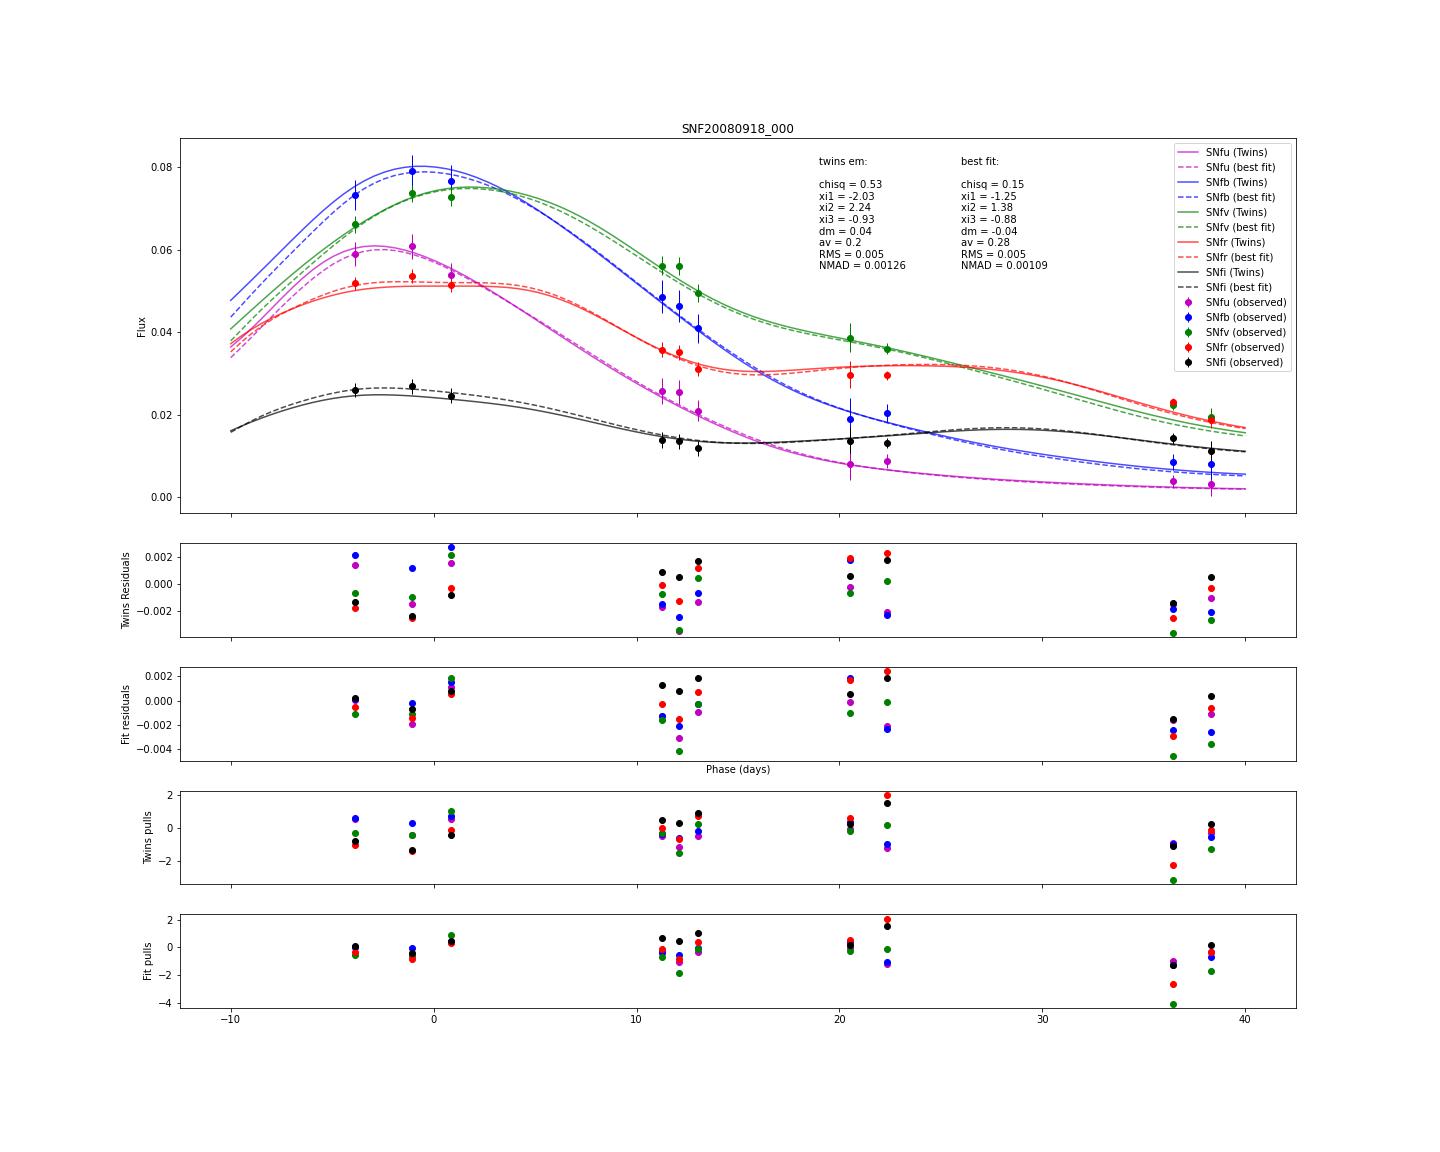 SNF20080918_000
Flux
0.08
0.06
0.04
0.02
0.00
twins em:
chisq = 0.53
xi1 = -2.03
xi2 = 2.24
xi3 = -0.93
dm = 0.04
av = 0.2
RMS = 0.005
NMAD = 0.00126
best fit:
chisq = 0.15
xi1 = -1.25
xi2 = 1.38
xi3 = -0.88
dm = -0.04
av = 0.28
RMS = 0.005
NMAD = 0.00109
SNfu (Twins)
SNfu (best fit)
SNfb (Twins)
SNfb (best fit)
SNfv (Twins)
SNfv (best fit)
SNfr (Twins)
SNfr (best fit)
SNfi (Twins)
SNfi (best fit)
SNfu (observed)
SNfb (observed)
SNfv (observed)
SNfr (observed)
SNfi (observed)
Twins Residuals
0.002
0.000
−0.002
Fit residuals
0.002
0.000
−0.002
−0.004
Phase (days)
Twins pulls
2
0
−2
Fit pulls
2
0
−2
−4
−10
0
10
20
30
40